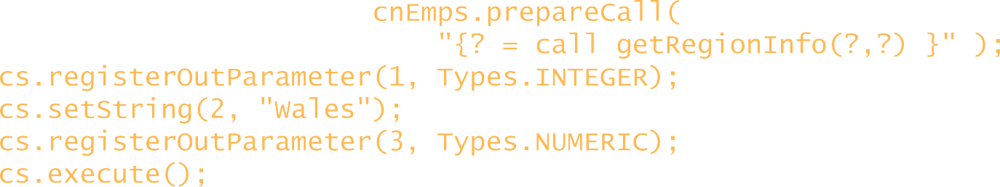 cnEmps.prepareCall(
"{? = call getRegionInfo(?,?) }" );
cs.registerOutParameter(1, Types.INTEGER);
cs.setString(2, "Wales");
cs.registerOutParameter(3, Types.NUMERIC);
cs.execute();